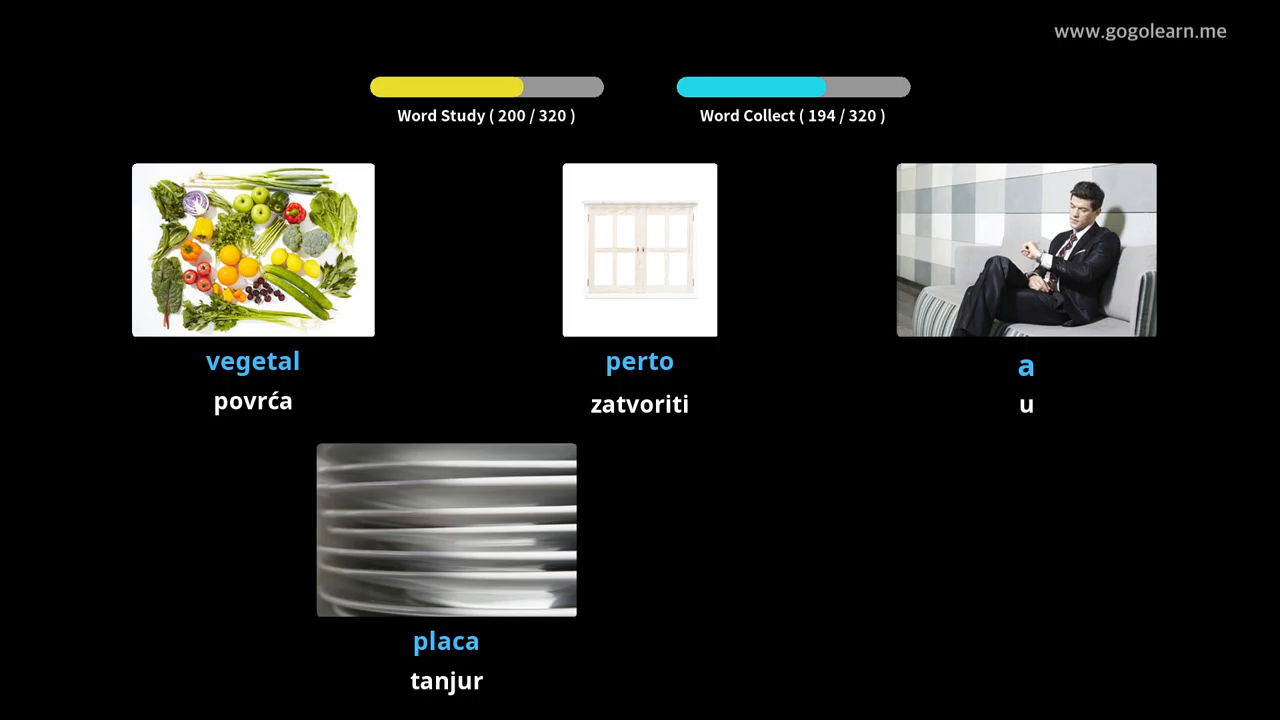 www.gogolearn.me
Word Study ( 200 / 320 )
Word Collect ( 194 / 320 )
vegetal
povrća
perto
zatvoriti
a
u
placa
tanjur